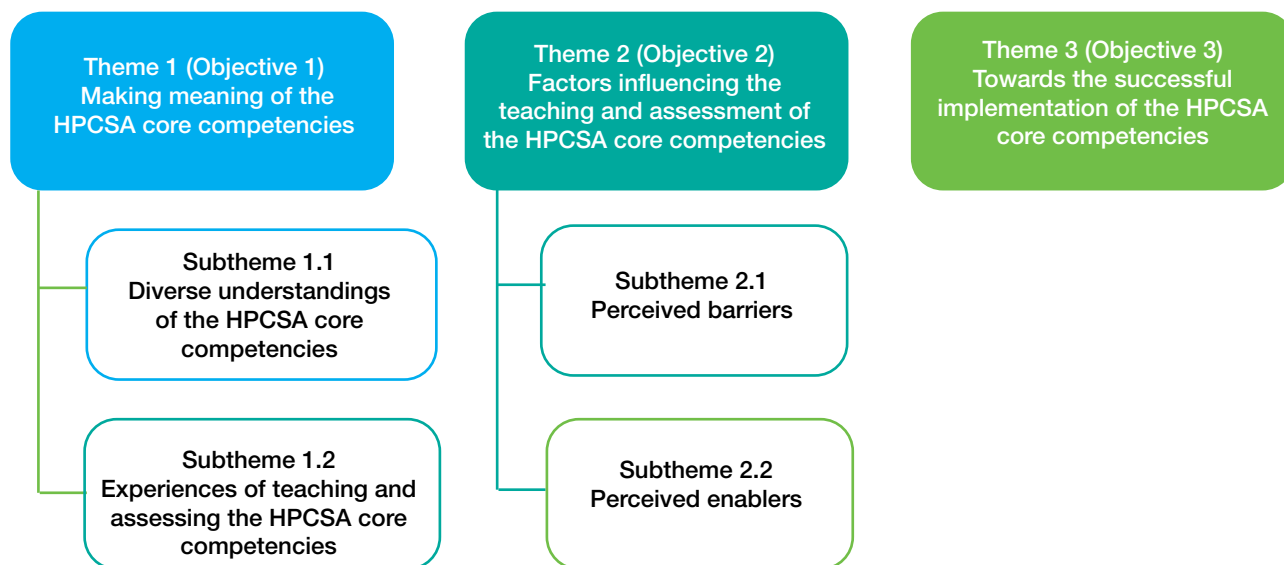 Theme 1 (Objective 1)
Making meaning of the
HPCSA core competencies
Subtheme 1.1
Diverse understandings
of the HPCSA core
competencies
Subtheme 1.2
Experiences of teaching and
assessing the HPCSA core
competencies
Theme 2 (Objective 2)
Factors influencing the
teaching and assessment of
the HPCSA core competencies
Subtheme 2.1
Perceived barriers
Subtheme 2.2
Perceived enablers
Theme 3 (Objective 3)
Towards the successful
implementation of the HPCSA
core competencies